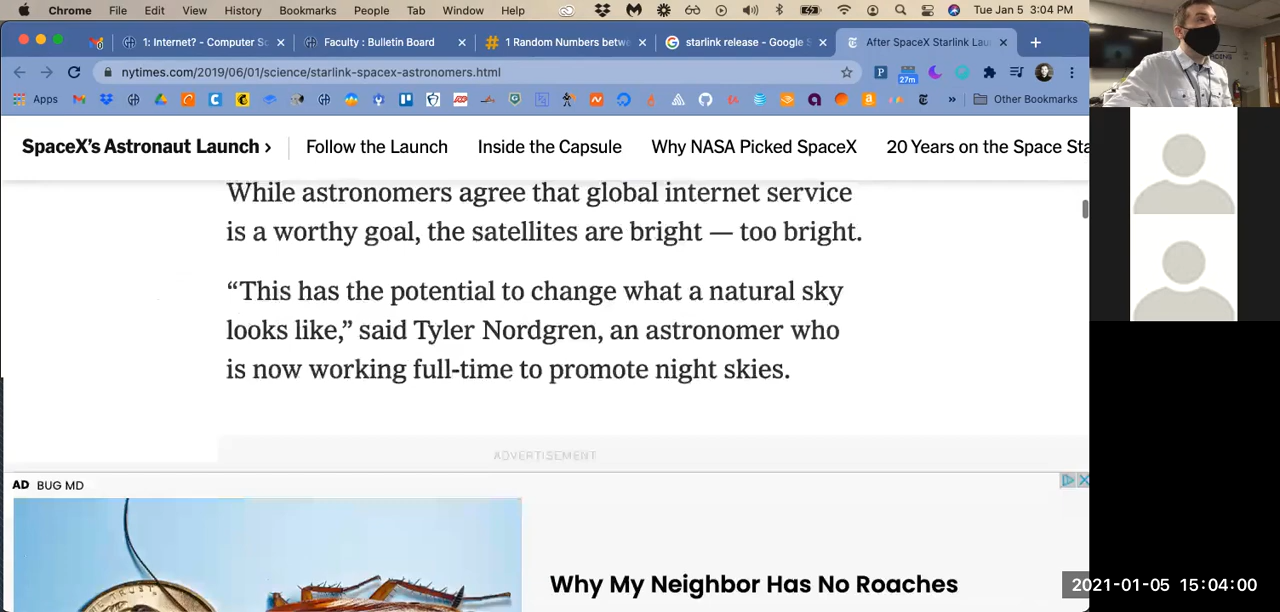 Chrome File Edit View History Bookmarks People Tab Window Help Tue Jan 5 3:04 PM
1: Internet? - Computer Sc Faculty : Bulletin Board 1 Random Numbers betwe starlink release - Google S After SpaceX Starlink Lau
nytimes.com/2019/06/01/science/starlink-spacex-astronomers.html
27m
Apps » Other Bookmarks
SpaceX's Astronaut Launch › Follow the Launch Inside the Capsule Why NASA Picked SpaceX 20 Years on the Space Sta
While astronomers agree that global internet service
is a worthy goal, the satellites are bright — too bright.
“This has the potential to change what a natural sky
looks like,” said Tyler Nordgren, an astronomer who
is now working full-time to promote night skies.
ADVERTISEMENT
AD BUG MD
Why My Neighbor Has No Roaches
2021-01-05 15:04:00